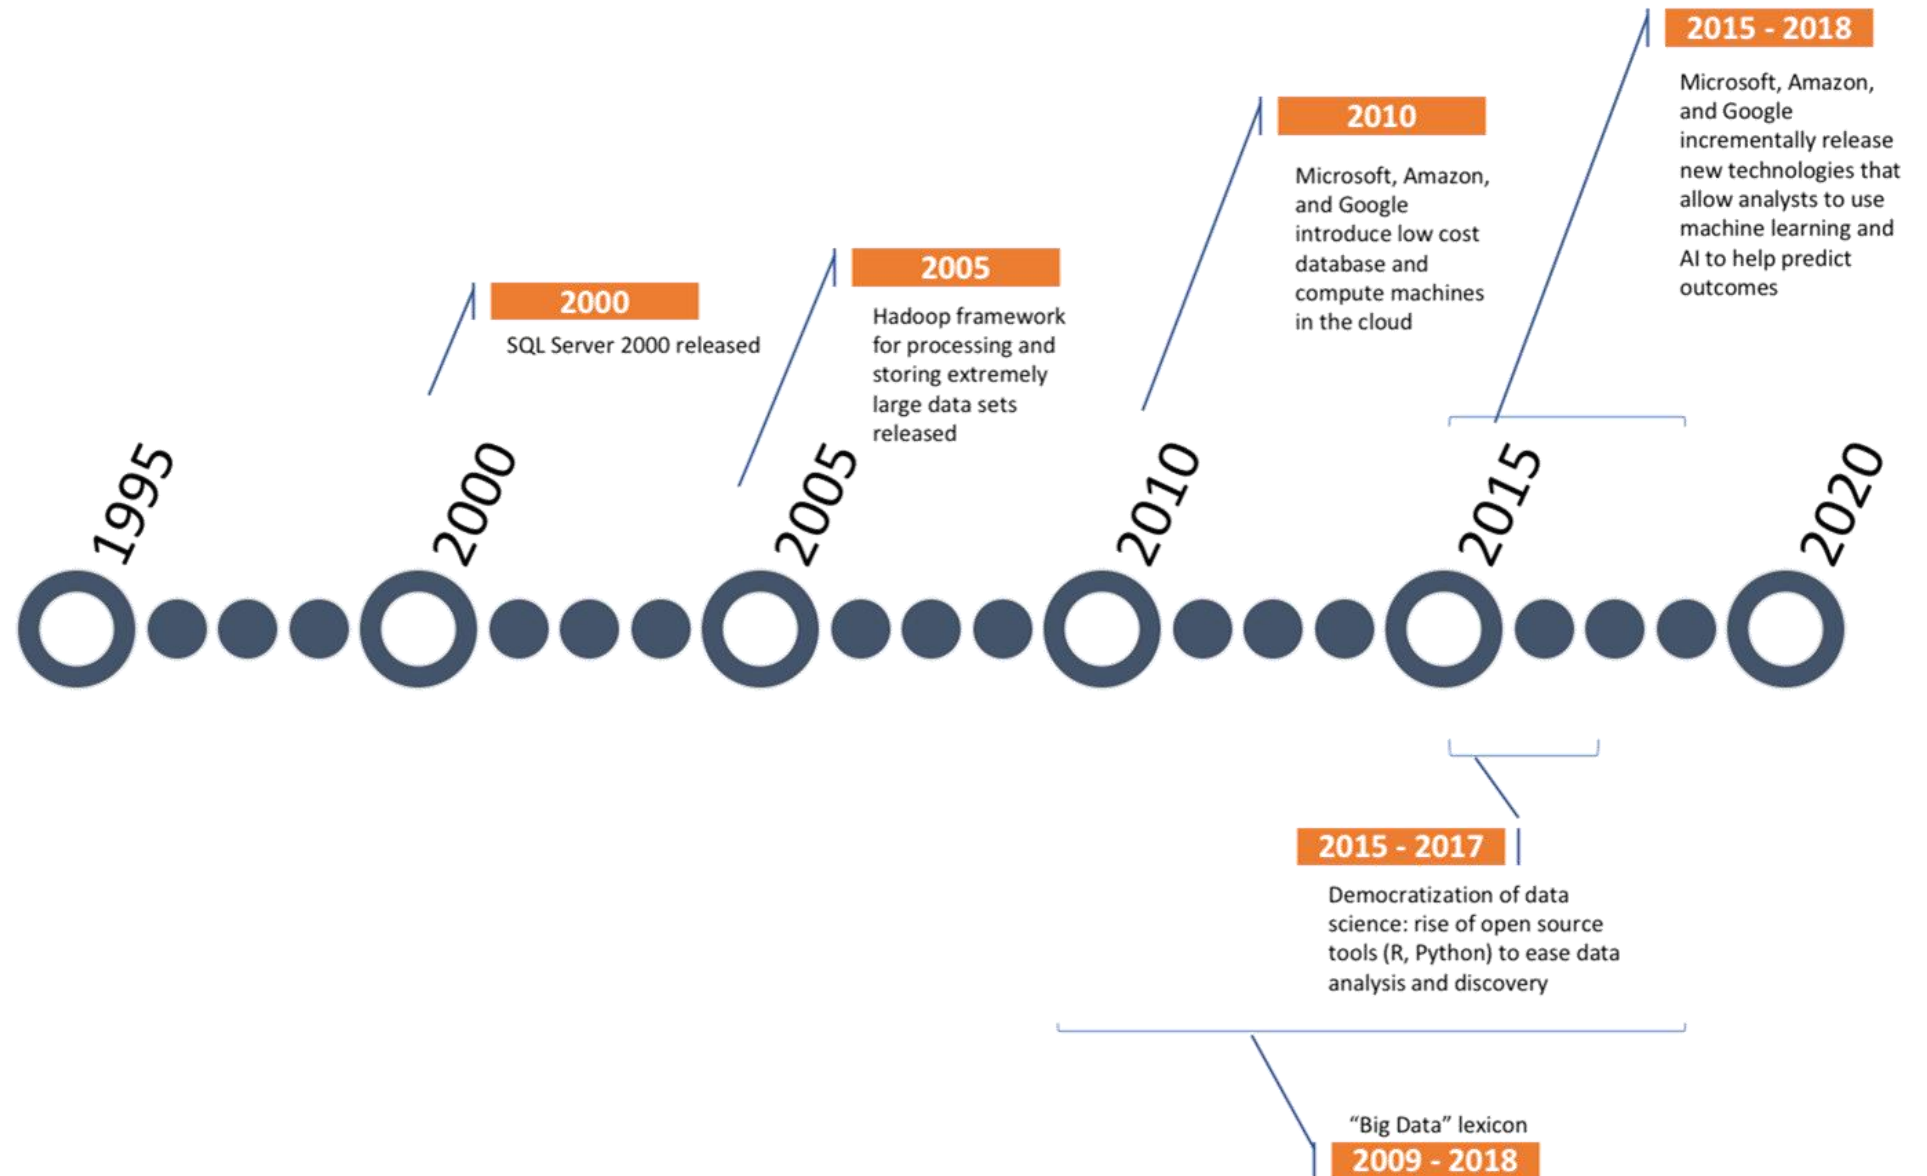 2015 - 2018
Microsoft, Amazon,
and Google
incrementally release
new technologies that
allow analysts to use
machine learning and
AI to help predict
outcomes
2010
Microsoft, Amazon,
and Google
introduce low cost
database and
compute machines
in the cloud
2005
Hadoop framework
for processing and
storing extremely
large data sets
released
2000
SQL Server 2000 released
1995
2000
2005
2010
2015
2020
2015 - 2017
Democratization of data
science: rise of open source
tools (R, Python) to ease data
analysis and discovery
“Big Data” lexicon
2009 - 2018